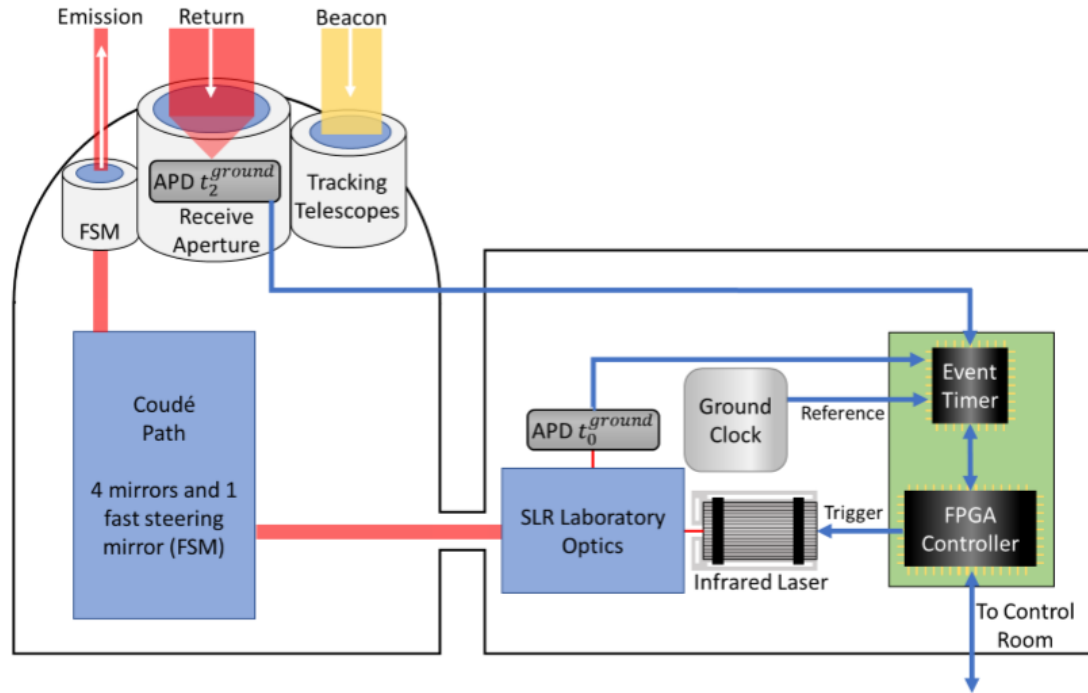 Emission
Return
Beacon
APD t_2^{ground}
Receive
Aperture
Tracking
Telescopes
FSM
Coudé
Path
4 mirrors and 1
fast steering
mirror (FSM)
APD t_0^{ground}
Ground
Clock
Reference
Event
Timer
SLR Laboratory
Optics
Trigger
Infrared Laser
FPGA
Controller
To Control
Room